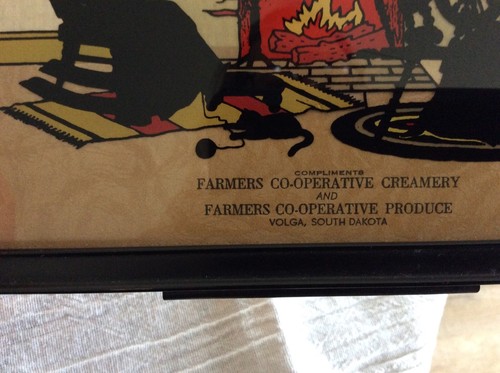 COMPLIMENTS
FARMERS CO-OPERATIVE CREAMERY
AND
FARMERS CO-OPERATIVE PRODUCE
VOLGA, SOUTH DAKOTA